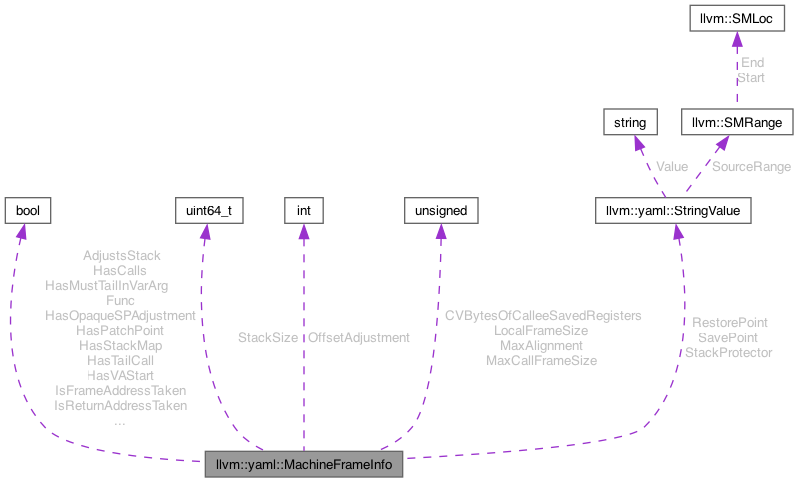 llvm::SMLoc
End
Start
string
llvm::SMRange
Value
SourceRange
bool
uint64_t
int
unsigned
llvm::yaml::StringValue
AdjustsStack
HasCalls
HasMustTailInVarArg
Func
HasOpaqueSPAdjustment
HasPatchPoint
HasStackMap
HasTailCall
HasVAStart
IsFrameAddressTaken
IsReturnAddressTaken
...
StackSize
OffsetAdjustment
CVBytesOfCalleeSavedRegisters
LocalFrameSize
MaxAlignment
MaxCallFrameSize
RestorePoint
SavePoint
StackProtector
llvm::yaml::MachineFrameInfo